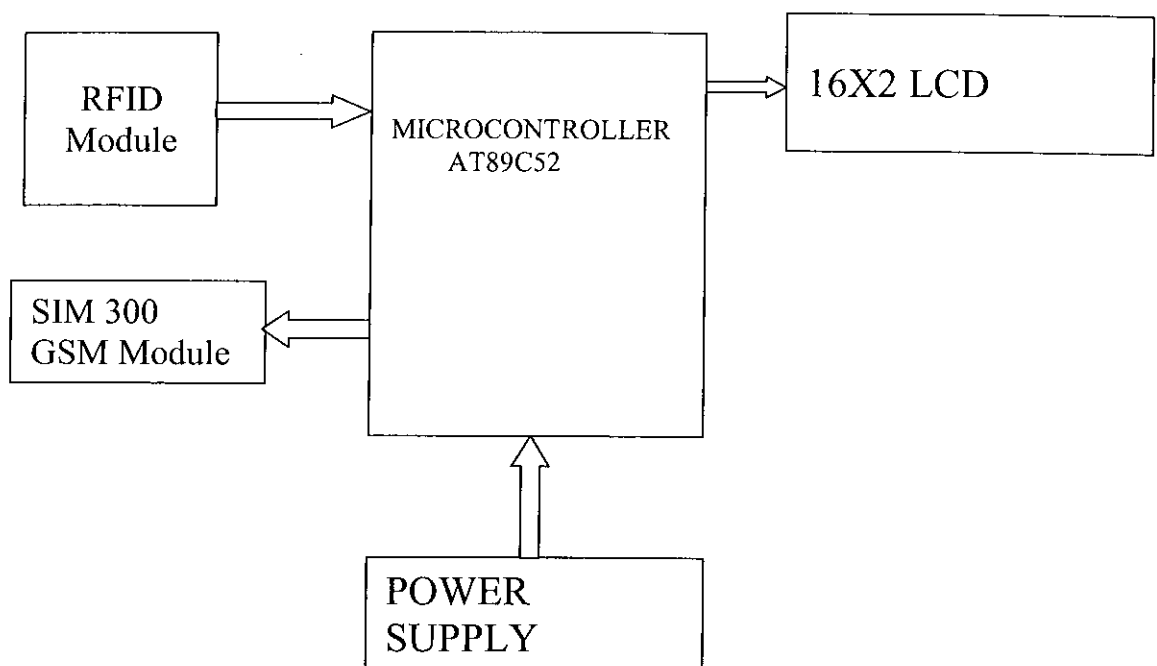 RFID
Module
MICROCONTROLLER
AT89C52
16X2 LCD
SIM 300
GSM Module
POWER
SUPPLY